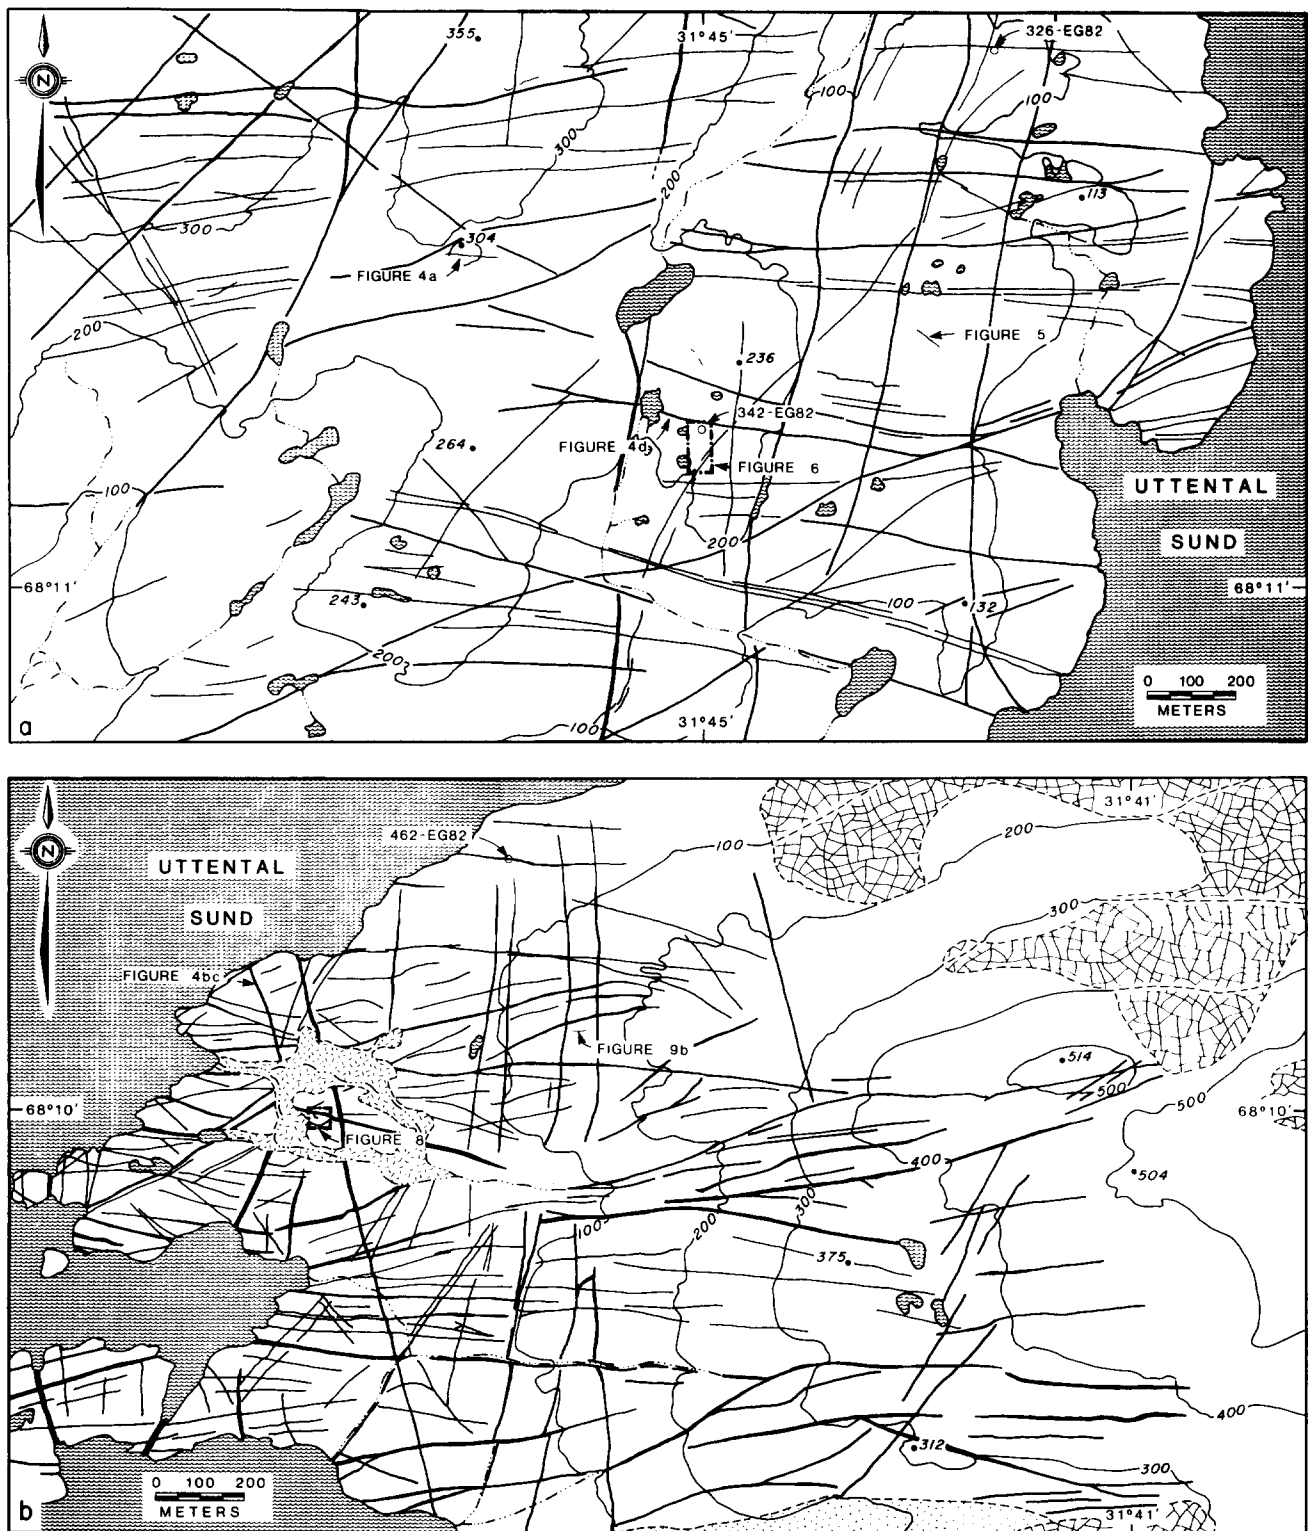 N
355
31°45'
326-EG82
100
100
300
200
113
300
304
FIGURE 4a
200
FIGURE 5
236
342-EG82
264
FIGURE 4d
FIGURE 6
100
UTTENTAL
SUND
200
68°11'
68°11'
243
100
132
200
0 100 200
METERS
100
31°45'
a
N
31°41'
462-EG82
200
100
UTTENTAL
SUND
300
FIGURE 4bc
FIGURE 9b
514
500
500
68°10'
68°10'
FIGURE 8
400
504
300
100
200
375
400
312
300
0 100 200
METERS
31°41'
b